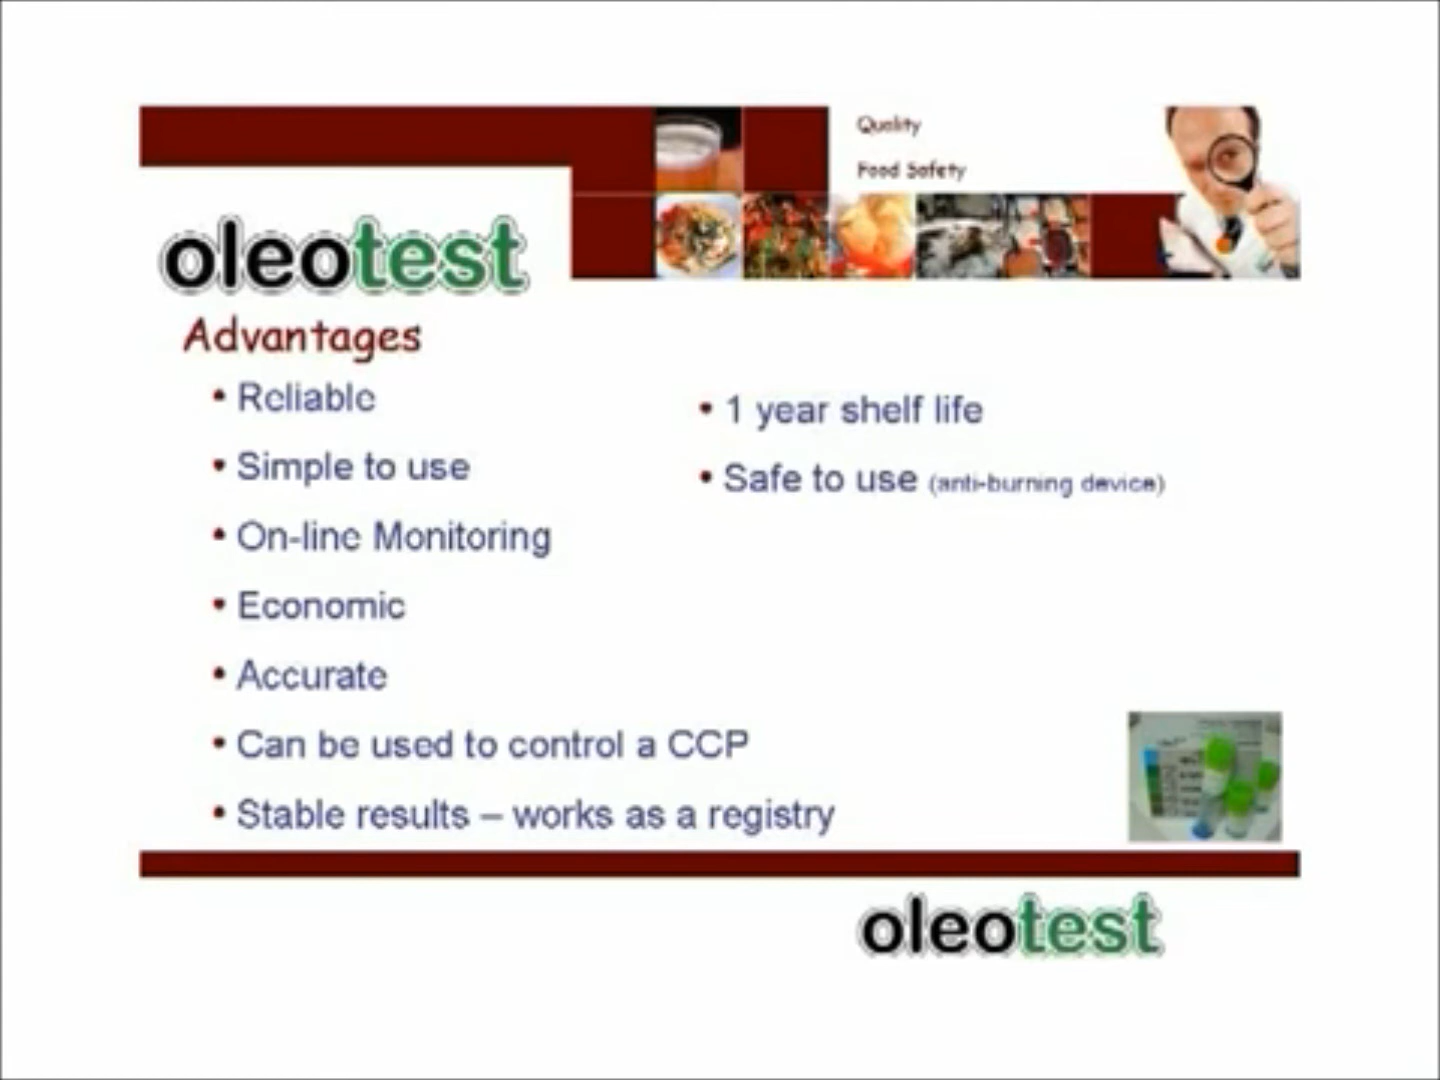 Quality
Food Safety
oleotest
Advantages
• Reliable
• Simple to use
• On-line Monitoring
• Economic
• Accurate
• Can be used to control a CCP
• Stable results – works as a registry
• 1 year shelf life
• Safe to use (anti-burning device)
oleotest